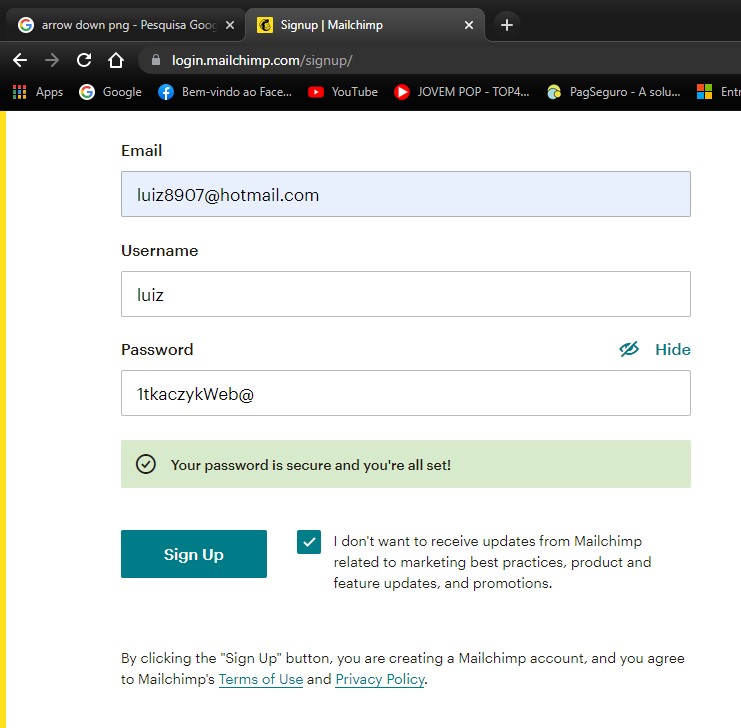 arrow down png - Pesquisa Goog
Signup | Mailchimp
login.mailchimp.com/signup/
Apps Google Bem-vindo ao Face... YouTube JOVEM POP - TOP4... PagSeguro - A solu... Entr
Email
luiz8907@hotmail.com
Username
luiz
Password Hide
1tkaczykWeb@
Your password is secure and you're all set!
Sign Up
I don't want to receive updates from Mailchimp
related to marketing best practices, product and
feature updates, and promotions.
By clicking the "Sign Up" button, you are creating a Mailchimp account, and you agree
to Mailchimp's Terms of Use and Privacy Policy.